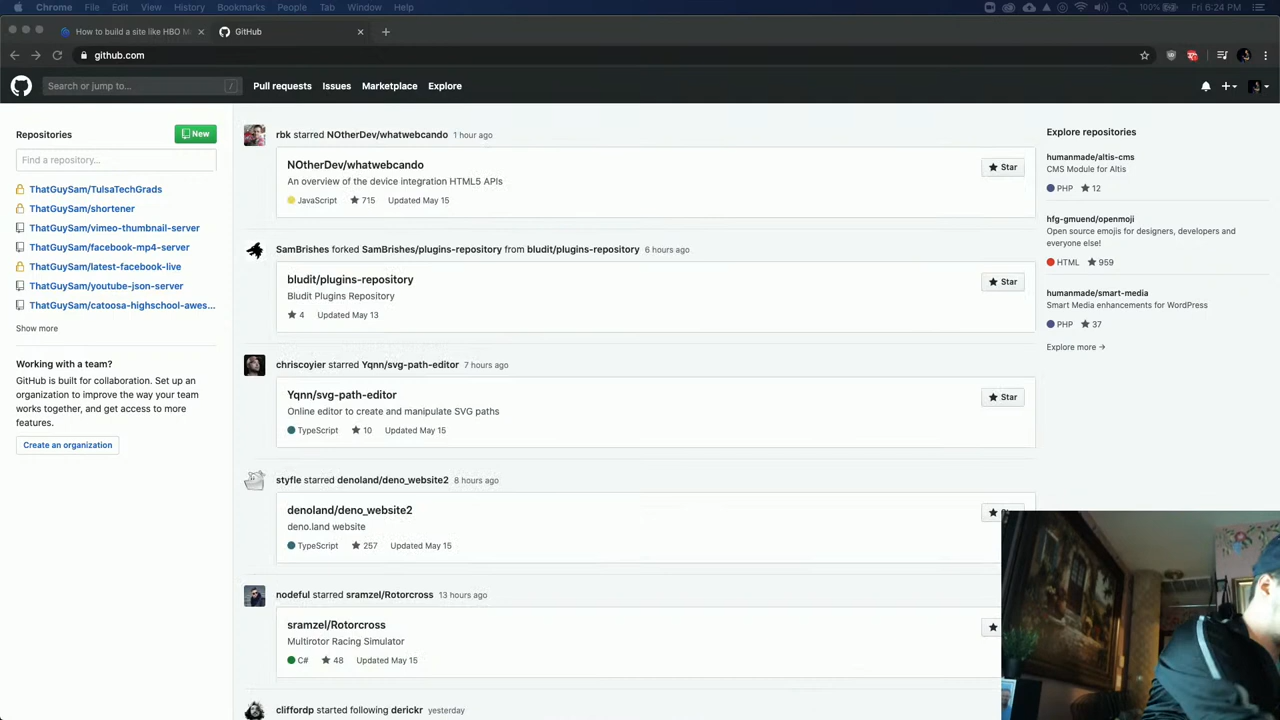 Chrome File Edit View History Bookmarks People Tab Window Help 100% Fri 6:24 PM
How to build a site like HBO M
GitHub
github.com
Search or jump to... /
Pull requests Issues Marketplace Explore
Repositories
New
Find a repository...
ThatGuySam/TulsaTechGrads
ThatGuySam/shortener
ThatGuySam/vimeo-thumbnail-server
ThatGuySam/facebook-mp4-server
ThatGuySam/latest-facebook-live
ThatGuySam/youtube-json-server
ThatGuySam/catoosa-highschool-awes...
Show more
Working with a team?
GitHub is built for collaboration. Set up an
organization to improve the way your team
works together, and get access to more
features.
Create an organization
rbk starred NOtherDev/whatwebcando 1 hour ago
NOtherDev/whatwebcando
Star
An overview of the device integration HTML5 APIs
JavaScript 715 Updated May 15
SamBrishes forked SamBrishes/plugins-repository from bludit/plugins-repository 6 hours ago
bludit/plugins-repository
Star
Bludit Plugins Repository
4 Updated May 13
chriscoyier starred Yqnn/svg-path-editor 7 hours ago
Yqnn/svg-path-editor
Star
Online editor to create and manipulate SVG paths
TypeScript 10 Updated May 15
styfle starred denoland/deno_website2 8 hours ago
denoland/deno_website2
deno.land website
TypeScript 257 Updated May 15
nodeful starred sramzel/Rotorcross 13 hours ago
sramzel/Rotorcross
Multirotor Racing Simulator
C# 48 Updated May 15
cliffordp started following derickr yesterday
Explore repositories
humanmade/altis-cms
CMS Module for Altis
PHP 12
hfg-gmuend/openmoji
Open source emojis for designers, developers and
everyone else!
HTML 959
humanmade/smart-media
Smart Media enhancements for WordPress
PHP 37
Explore more →